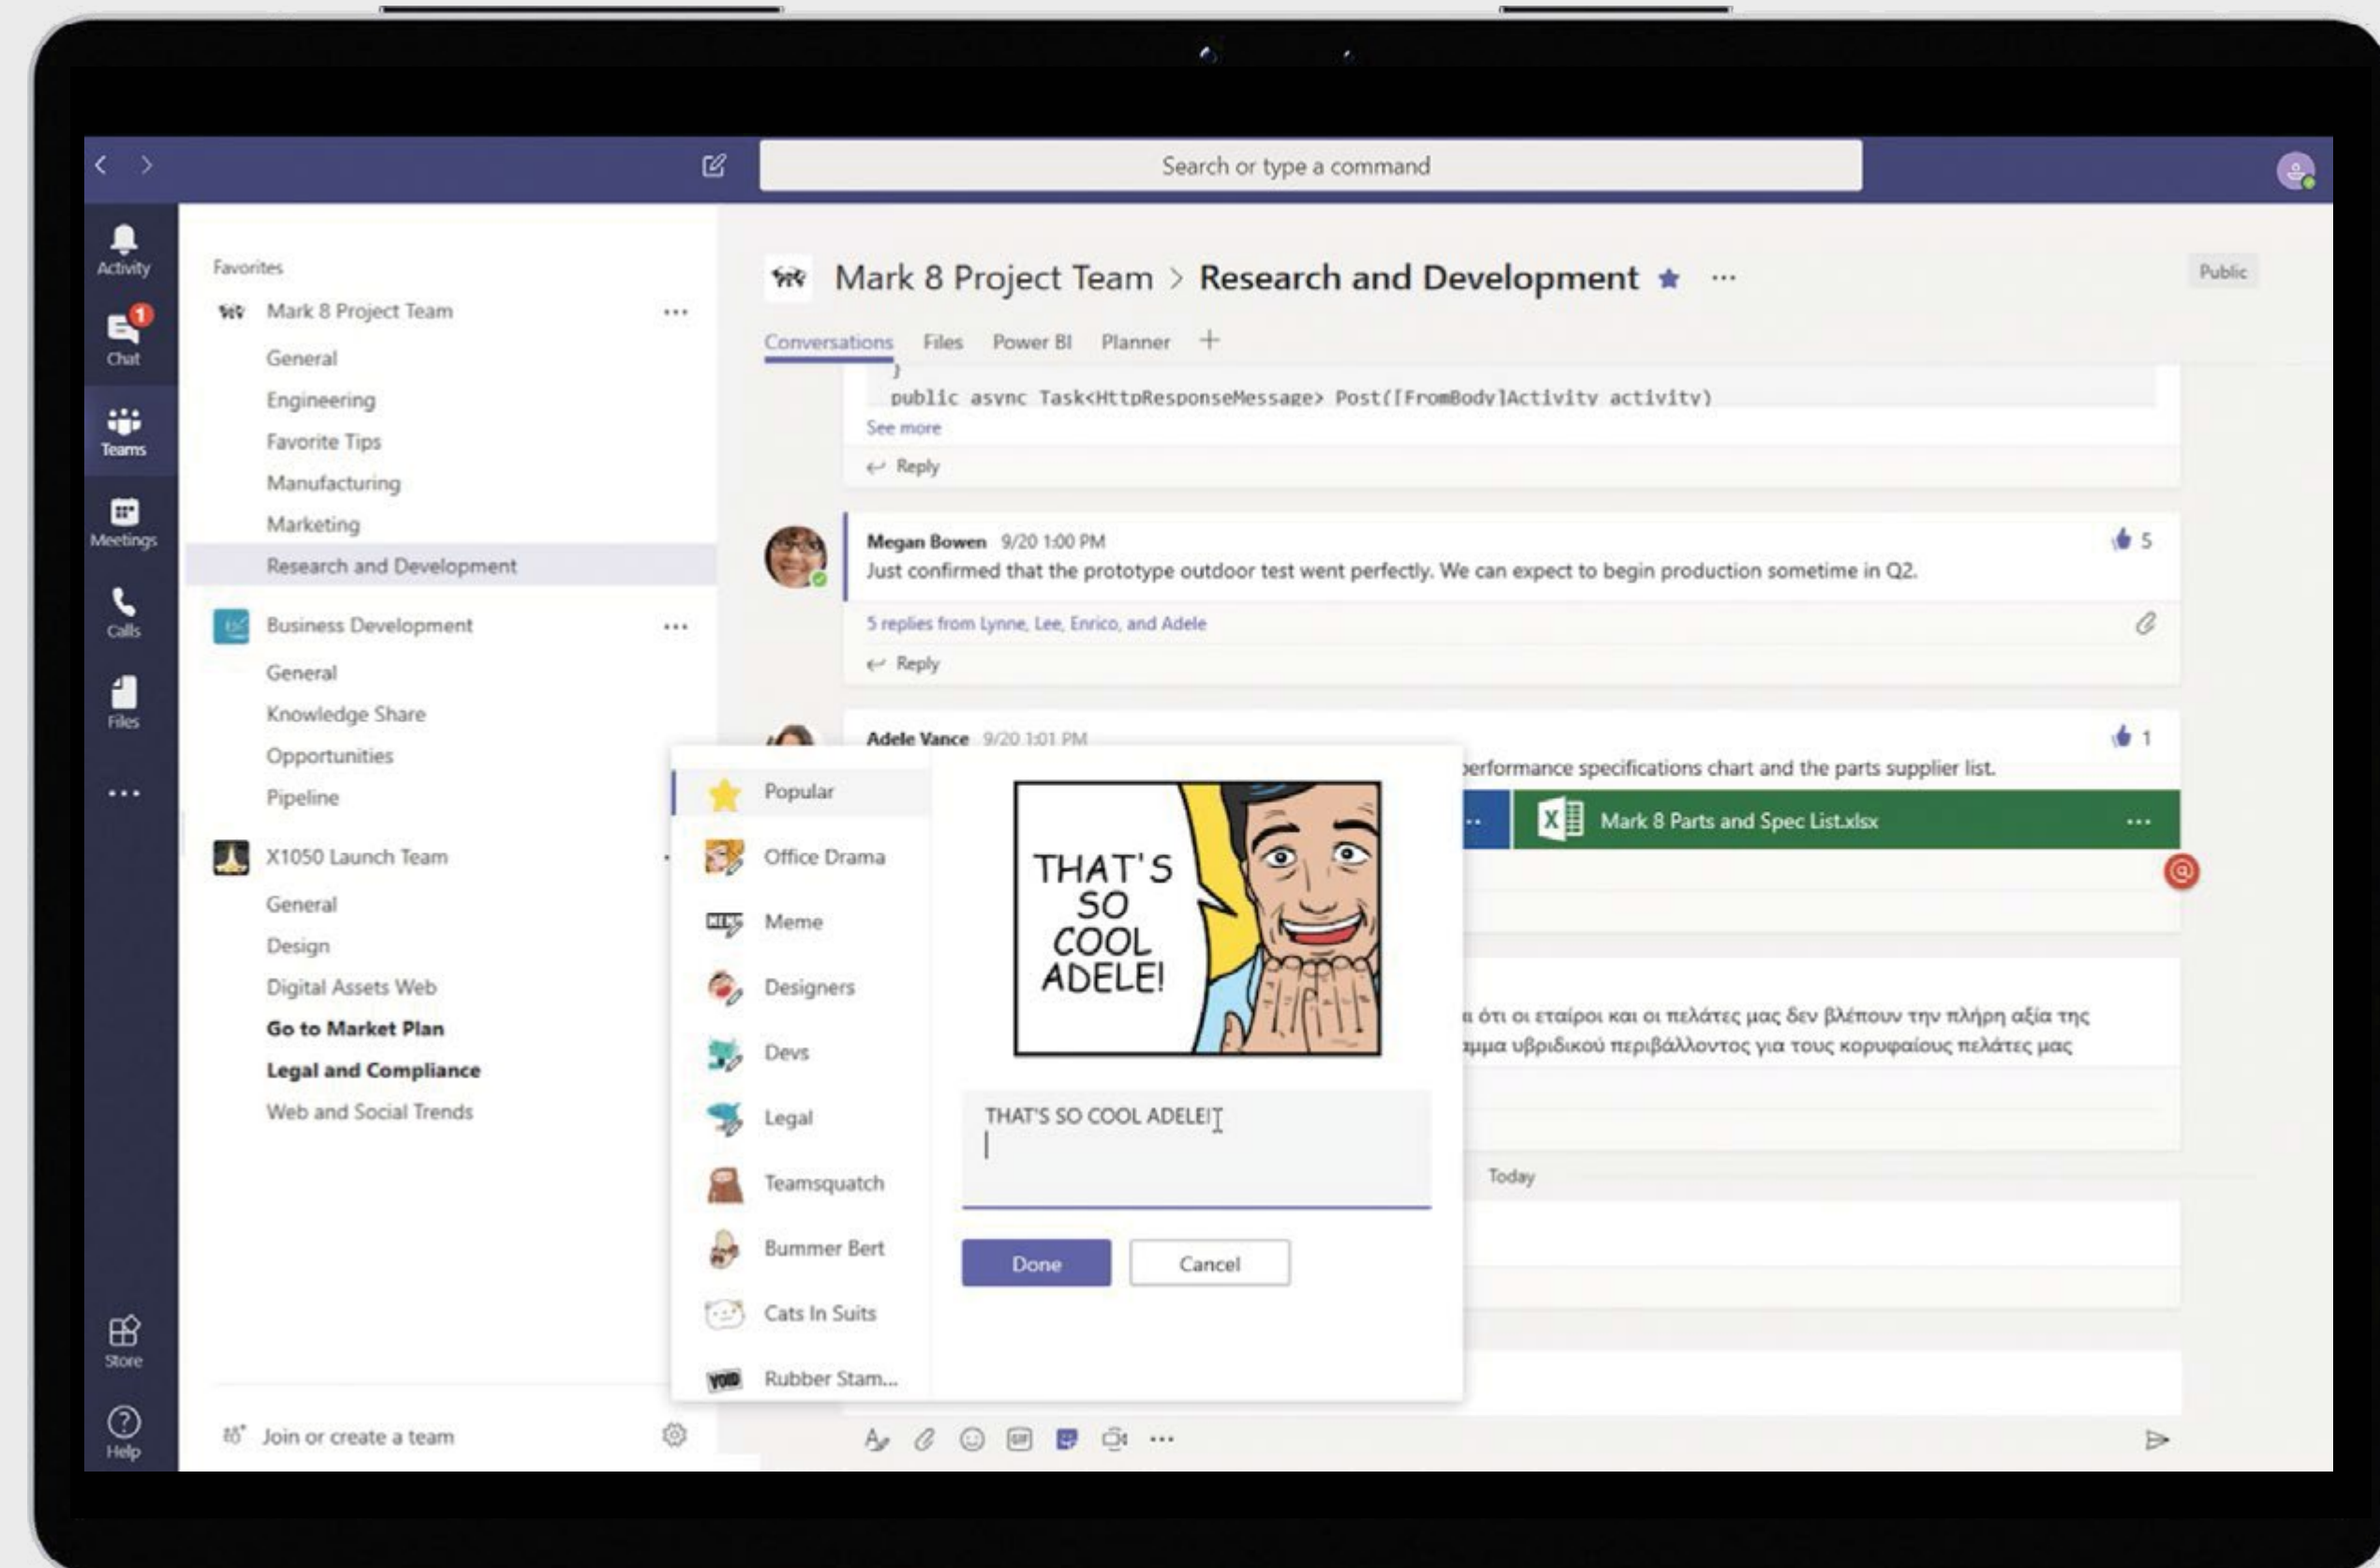 Search or type a command
Activity
Chat
1
Teams
Meetings
Calls
Files
Store
Help
Favorites
Mark 8 Project Team
General
Engineering
Favorite Tips
Manufacturing
Marketing
Research and Development
Business Development
General
Knowledge Share
Opportunities
Pipeline
X1050 Launch Team
General
Design
Digital Assets Web
Go to Market Plan
Legal and Compliance
Web and Social Trends
Join or create a team
Mark 8 Project Team > Research and Development
Public
Conversations Files Power BI Planner +
}
public async Task<HttpResponseMessage> Post([FromBody]Activity activity)
See more
Reply
Megan Bowen 9/20 1:00 PM
5
Just confirmed that the prototype outdoor test went perfectly. We can expect to begin production sometime in Q2.
5 replies from Lynne, Lee, Enrico, and Adele
Reply
Adele Vance 9/20 1:01 PM
1
performance specifications chart and the parts supplier list.
Mark 8 Parts and Spec List.xlsx
ότι οι εταίροι και οι πελάτες μας δεν βλέπουν την πλήρη αξία της
υβριδικού περιβάλλοντος για τους κορυφαίους πελάτες μας
Today
Popular
Office Drama
Meme
Designers
Devs
Legal
Teamsquatch
Bummer Bert
Cats In Suits
VOID
Rubber Stam...
THAT'S
SO
COOL
ADELE!
THAT'S SO COOL ADELE!
Done
Cancel
GIF